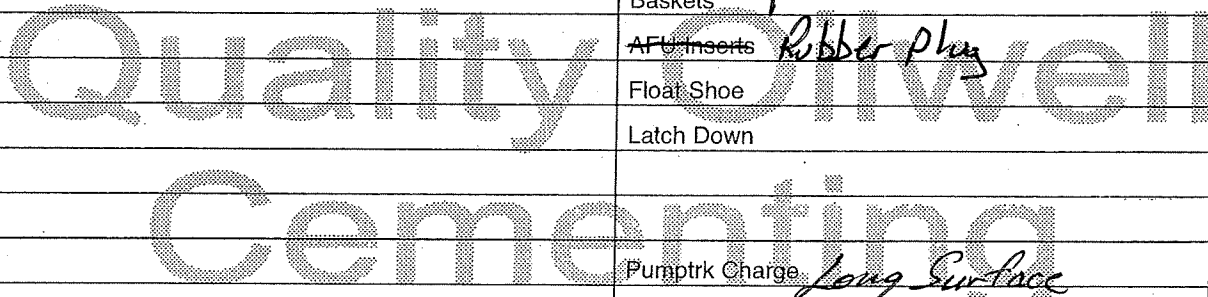 Baskets
Quality Oilwell
AFU Inserts Rubber Plug
Float Shoe
Latch Down
Cementing
Pumptrk Charge Long Surface